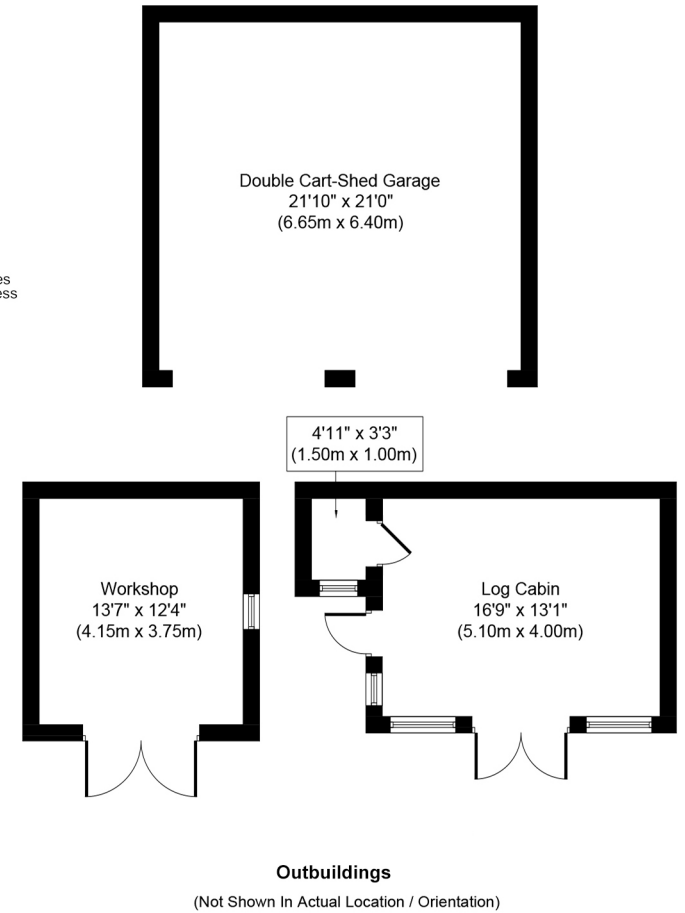 Double Cart-Shed Garage
21'10" x 21'0"
(6.65m x 6.40m)
es
ess
4'11" x 3'3"
(1.50m x 1.00m)
Workshop
13'7" x 12'4"
(4.15m x 3.75m)
Log Cabin
16'9" x 13'1"
(5.10m x 4.00m)
Outbuildings
(Not Shown In Actual Location / Orientation)